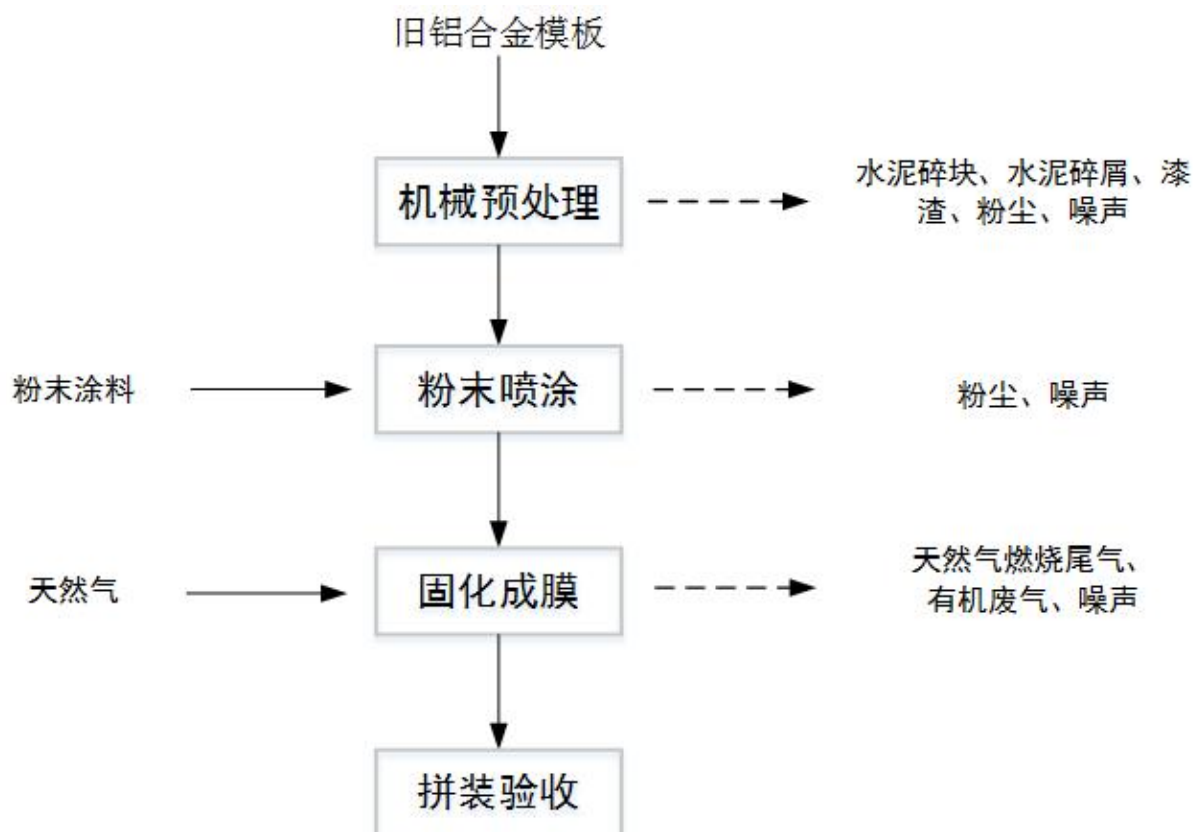 旧铝合金模板
机械预处理
水泥碎块、水泥碎屑、漆
渣、粉尘、噪声
粉末涂料
粉末喷涂
粉尘、噪声
天然气
固化成膜
天然气燃烧尾气、
有机废气、噪声
拼装验收